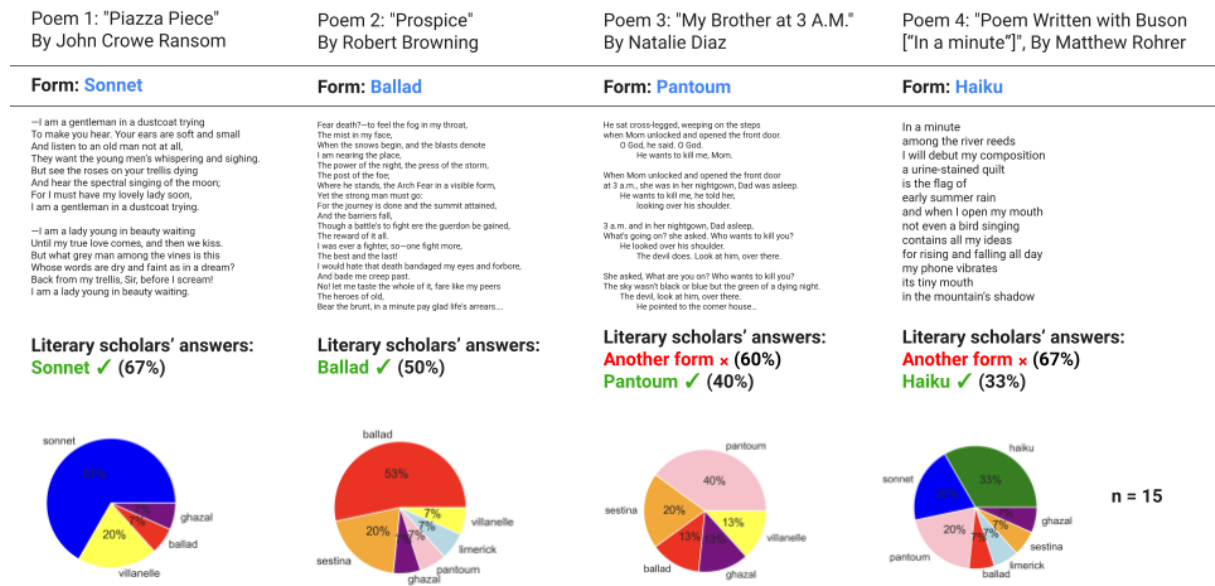 Poem 1: "Piazza Piece"
By John Crowe Ransom
Form: Sonnet
—I am a gentleman in a dustcoat trying
To make you hear. Your ears are soft and small
And listen to an old man not at all,
They want the young men's whispering and sighing.
But see the roses on your trellis dying
And hear the spectral singing of the moon;
For I must have my lovely lady soon,
I am a gentleman in a dustcoat trying.
—I am a lady young in beauty waiting
Until my true love comes, and then we kiss.
But what grey man among the vines is this
Whose words are dry and faint as in a dream?
Back from my trellis, Sir, before I scream!
I am a lady young in beauty waiting.
Literary scholars' answers:
Sonnet ✓ (67%)
sonnet
67%
20%
7%
7%
ghazal
ballad
villanelle
Poem 2: "Prospice"
By Robert Browning
Form: Ballad
Fear death?—to feel the fog in my throat,
The mist in my face,
When the snows begin, and the blasts denote
I am nearing the place,
The power of the night, the press of the storm,
The post of the foe;
Where he stands, the Arch Fear in a visible form,
Yet the strong man must go:
For the journey is done and the summit attained,
And the barriers fall,
Though a battle's to fight ere the guerdon be gained,
The reward of it all.
I was ever a fighter, so—one fight more,
The best and the last!
I would hate that death bandaged my eyes and forbore,
And bade me creep past.
No! let me taste the whole of it, fare like my peers
The heroes of old,
Bear the brunt, in a minute pay glad life's arrears....
Literary scholars' answers:
Ballad ✓ (50%)
ballad
53%
20%
7%
7%
7%
7%
villanelle
limerick
pantoum
ghazal
sestina
Poem 3: "My Brother at 3 A.M."
By Natalie Diaz
Form: Pantoum
He sat cross-legged, weeping on the steps
when Mom unlocked and opened the front door.
O God, he said. O God.
He wants to kill me, Mom.
When Mom unlocked and opened the front door
at 3 a.m., she was in her nightgown, Dad was asleep.
He wants to kill me, he told her,
looking over his shoulder.
3 a.m. and in her nightgown, Dad asleep,
What's going on? she asked. Who wants to kill you?
He looked over his shoulder.
The devil does. Look at him, over there.
She asked, What are you on? Who wants to kill you?
The sky wasn't black or blue but the green of a dying night.
The devil, look at him, over there.
He pointed to the corner house…
Literary scholars' answers:
Another form × (60%)
Pantoum ✓ (40%)
pantoum
40%
20%
13%
13%
13%
sestina
villanelle
ballad
ghazal
Poem 4: "Poem Written with Buson
[“In a minute”]", By Matthew Rohrer
Form: Haiku
In a minute
among the river reeds
I will debut my composition
a urine-stained quilt
is the flag of
early summer rain
and when I open my mouth
not even a bird singing
contains all my ideas
for rising and falling all day
my phone vibrates
its tiny mouth
in the mountain's shadow
Literary scholars' answers:
Another form × (67%)
Haiku ✓ (33%)
haiku
sonnet
33%
20%
20%
7%
7%
7%
7%
ghazal
sestina
limerick
ballad
pantoum
n = 15